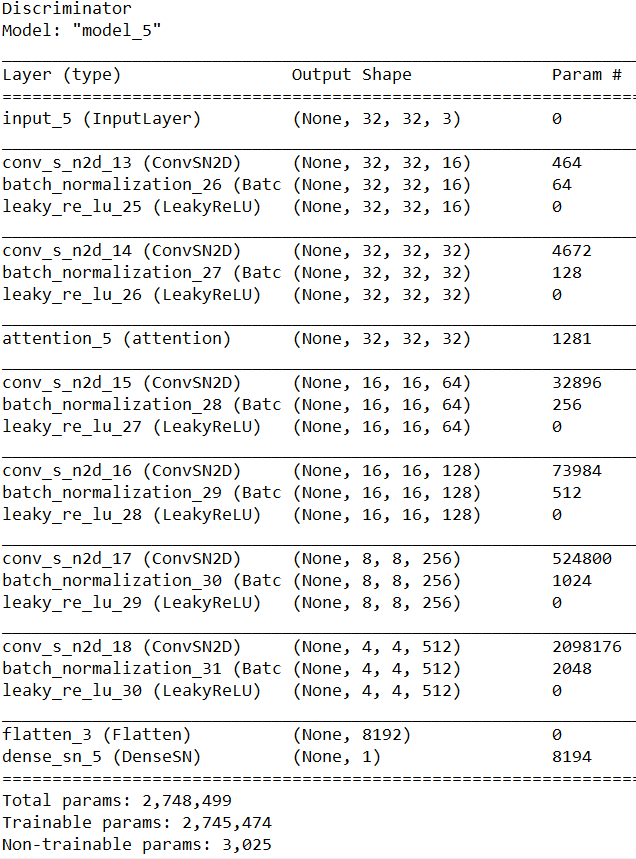 Discriminator
Model: "model_5"
Layer (type) Output Shape Param #
input_5 (InputLayer) (None, 32, 32, 3) 0
conv_s_n2d_13 (ConvSN2D) (None, 32, 32, 16) 464
batch_normalization_26 (Batc (None, 32, 32, 16) 64
leaky_re_lu_25 (LeakyReLU) (None, 32, 32, 16) 0
conv_s_n2d_14 (ConvSN2D) (None, 32, 32, 32) 4672
batch_normalization_27 (Batc (None, 32, 32, 32) 128
leaky_re_lu_26 (LeakyReLU) (None, 32, 32, 32) 0
attention_5 (attention) (None, 32, 32, 32) 1281
conv_s_n2d_15 (ConvSN2D) (None, 16, 16, 64) 32896
batch_normalization_28 (Batc (None, 16, 16, 64) 256
leaky_re_lu_27 (LeakyReLU) (None, 16, 16, 64) 0
conv_s_n2d_16 (ConvSN2D) (None, 16, 16, 128) 73984
batch_normalization_29 (Batc (None, 16, 16, 128) 512
leaky_re_lu_28 (LeakyReLU) (None, 16, 16, 128) 0
conv_s_n2d_17 (ConvSN2D) (None, 8, 8, 256) 524800
batch_normalization_30 (Batc (None, 8, 8, 256) 1024
leaky_re_lu_29 (LeakyReLU) (None, 8, 8, 256) 0
conv_s_n2d_18 (ConvSN2D) (None, 4, 4, 512) 2098176
batch_normalization_31 (Batc (None, 4, 4, 512) 2048
leaky_re_lu_30 (LeakyReLU) (None, 4, 4, 512) 0
flatten_3 (Flatten) (None, 8192) 0
dense_sn_5 (DenseSN) (None, 1) 8194
Total params: 2,748,499
Trainable params: 2,745,474
Non-trainable params: 3,025